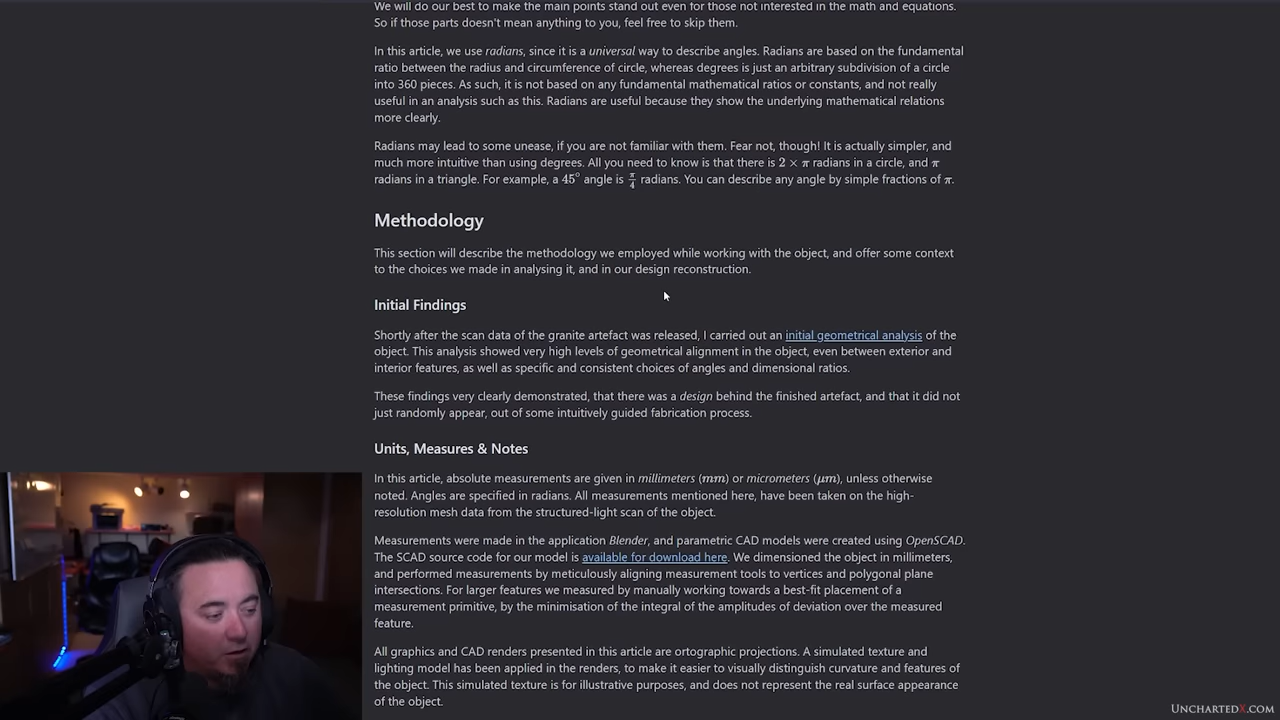 We will do our best to make the main points stand out even for those not interested in the math and equations.
So if those parts doesn't mean anything to you, feel free to skip them.
In this article, we use radians, since it is a universal way to describe angles. Radians are based on the fundamental
ratio between the radius and circumference of circle, whereas degrees is just an arbitrary subdivision of a circle
into 360 pieces. As such, it is not based on any fundamental mathematical ratios or constants, and not really
useful in an analysis such as this. Radians are useful because they show the underlying mathematical relations
more clearly.
Radians may lead to some unease, if you are not familiar with them. Fear not, though! It is actually simpler, and
much more intuitive than using degrees. All you need to know is that there is 2 × π radians in a circle, and π
radians in a triangle. For example, a 45° angle is π/4 radians. You can describe any angle by simple fractions of π.
Methodology
This section will describe the methodology we employed while working with the object, and offer some context
to the choices we made in analysing it, and in our design reconstruction.
Initial Findings
Shortly after the scan data of the granite artefact was released, I carried out an initial geometrical analysis of the
object. This analysis showed very high levels of geometrical alignment in the object, even between exterior and
interior features, as well as specific and consistent choices of angles and dimensional ratios.
These findings very clearly demonstrated, that there was a design behind the finished artefact, and that it did not
just randomly appear, out of some intuitively guided fabrication process.
Units, Measures & Notes
In this article, absolute measurements are given in millimeters (mm) or micrometers (μm), unless otherwise
noted. Angles are specified in radians. All measurements mentioned here, have been taken on the high-
resolution mesh data from the structured-light scan of the object.
Measurements were made in the application Blender, and parametric CAD models were created using OpenSCAD.
The SCAD source code for our model is available for download here. We dimensioned the object in millimeters,
and performed measurements by meticulously aligning measurement tools to vertices and polygonal plane
intersections. For larger features we measured by manually working towards a best-fit placement of a
measurement primitive, by the minimisation of the integral of the amplitudes of deviation over the measured
feature.
All graphics and CAD renders presented in this article are ortographic projections. A simulated texture and
lighting model has been applied in the renders, to make it easier to visually distinguish curvature and features of
the object. This simulated texture is for illustrative purposes, and does not represent the real surface appearance
of the object.
UNCHARTEDX.COM